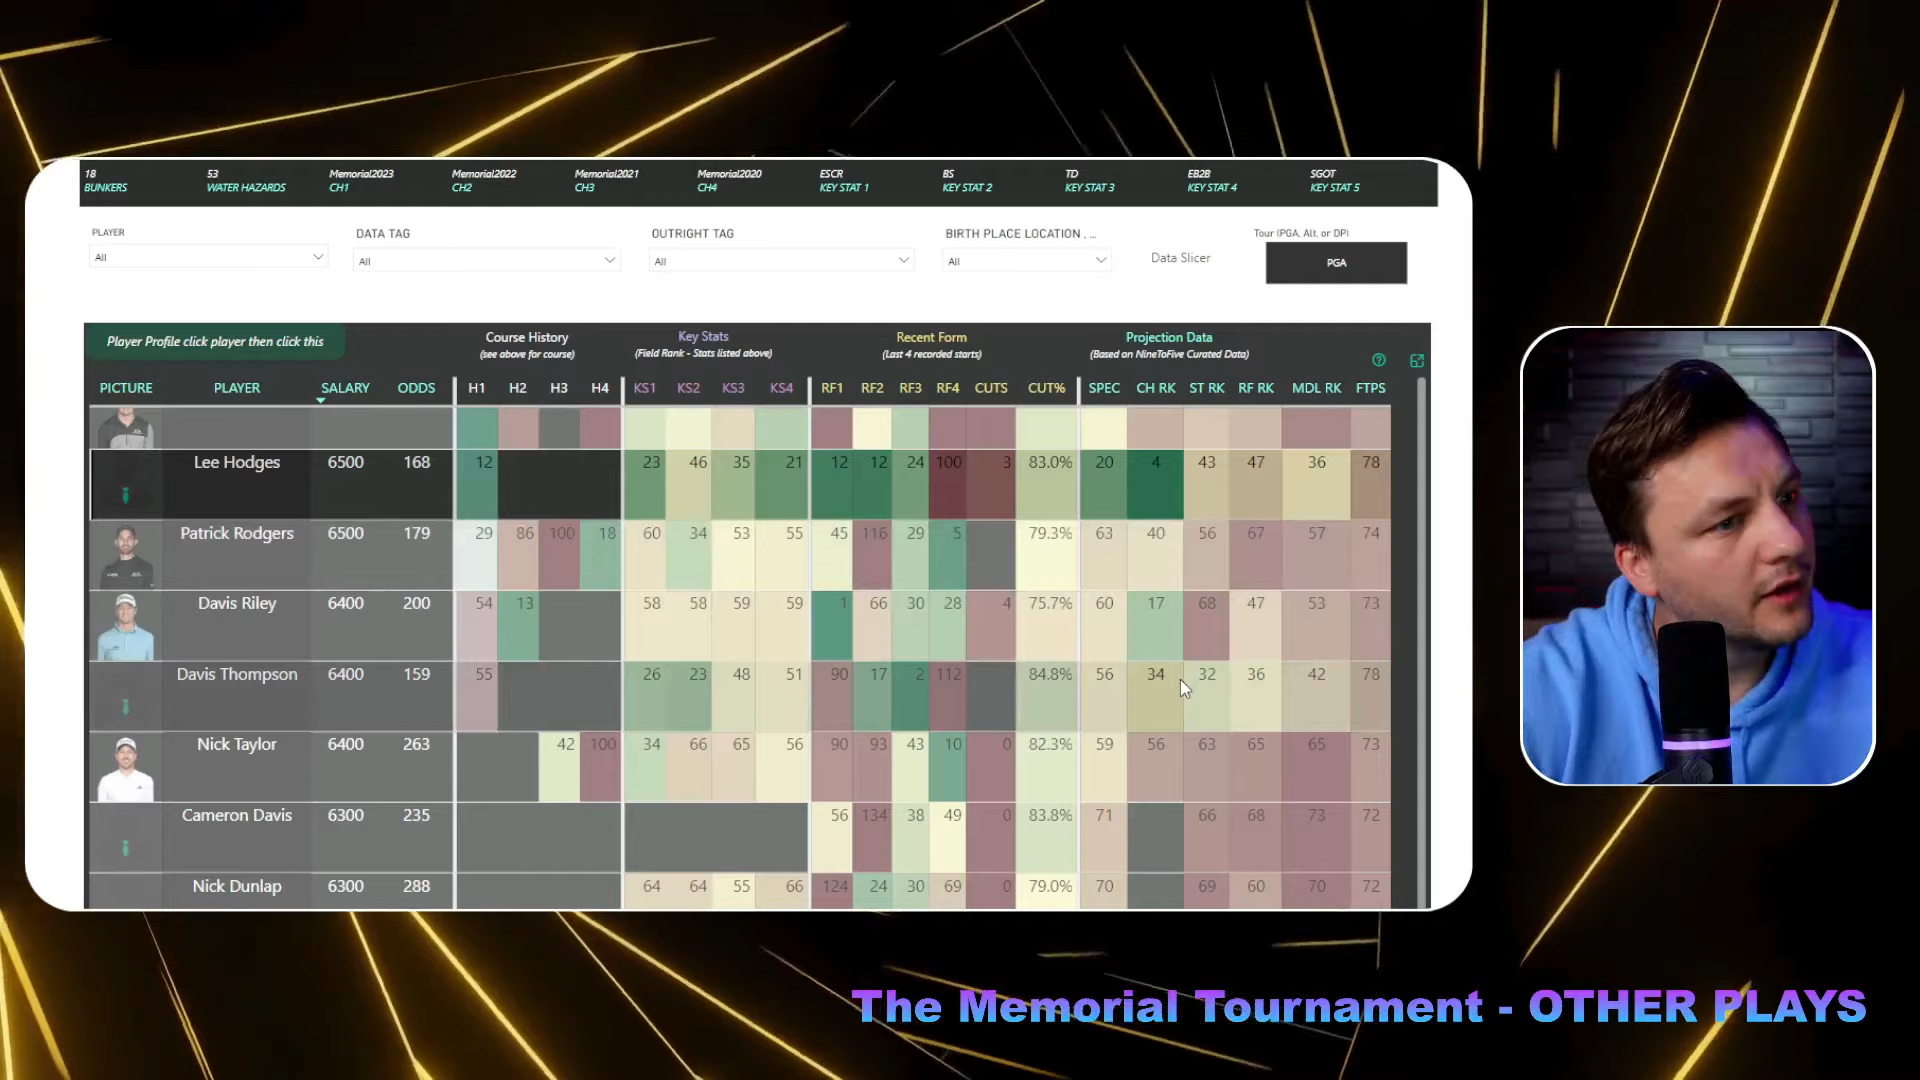 18 53 Memorial2023 Memorial2022 Memorial2021 Memorial2020 ESCR BS TD EB2B SGOT
BUNKERS WATER HAZARDS CH1 CH2 CH3 CH4 KEY STAT 1 KEY STAT 2 KEY STAT 3 KEY STAT 4 KEY STAT 5
PLAYER DATA TAG OUTRIGHT TAG BIRTH PLACE LOCATION , ... Tour (PGA, Alt, or DP)
All All All All Data Slicer PGA
Player Profile click player then click this Course History Key Stats Recent Form Projection Data
(see above for course) (Field Rank - Stats listed above) (Last 4 recorded starts) (Based on NineToFive Curated Data)
PICTURE PLAYER SALARY ODDS H1 H2 H3 H4 KS1 KS2 KS3 KS4 RF1 RF2 RF3 RF4 CUTS CUT% SPEC CH RK ST RK RF RK MDL RK FTPS
Lee Hodges 6500 168 12 23 46 35 21 12 12 24 100 3 83.0% 20 4 43 47 36 78
Patrick Rodgers 6500 179 29 86 100 18 60 34 53 55 45 116 29 5 79.3% 63 40 56 67 57 74
Davis Riley 6400 200 54 13 58 58 59 59 1 66 30 28 4 75.7% 60 17 68 47 53 73
Davis Thompson 6400 159 55 26 23 48 51 90 17 2 112 84.8% 56 34 32 36 42 78
Nick Taylor 6400 263 42 100 34 66 65 56 90 93 43 10 0 82.3% 59 56 63 65 65 73
Cameron Davis 6300 235 56 134 38 49 0 83.8% 71 66 68 73 72
Nick Dunlap 6300 288 64 64 55 66 124 24 30 69 0 79.0% 70 69 60 70 72
The Memorial Tournament - OTHER PLAYS